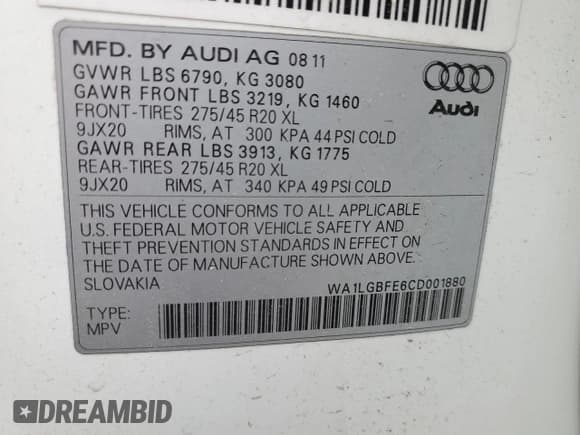 MFD. BY AUDI AG 08 11
GVWR LBS 6790, KG 3080
GAWR FRONT LBS 3219, KG 1460
FRONT-TIRES 275/45 R20 XL
9JX20 RIMS, AT 300 KPA 44 PSI COLD
GAWR REAR LBS 3913, KG 1775
REAR-TIRES 275/45 R20 XL
9JX20 RIMS, AT 340 KPA 49 PSI COLD
Audi
THIS VEHICLE CONFORMS TO ALL APPLICABLE
U.S. FEDERAL MOTOR VEHICLE SAFETY AND
THEFT PREVENTION STANDARDS IN EFFECT ON
THE DATE OF MANUFACTURE SHOWN ABOVE.
SLOVAKIA
WA1LGBFE6CD001880
TYPE:
MPV
DREAMBID